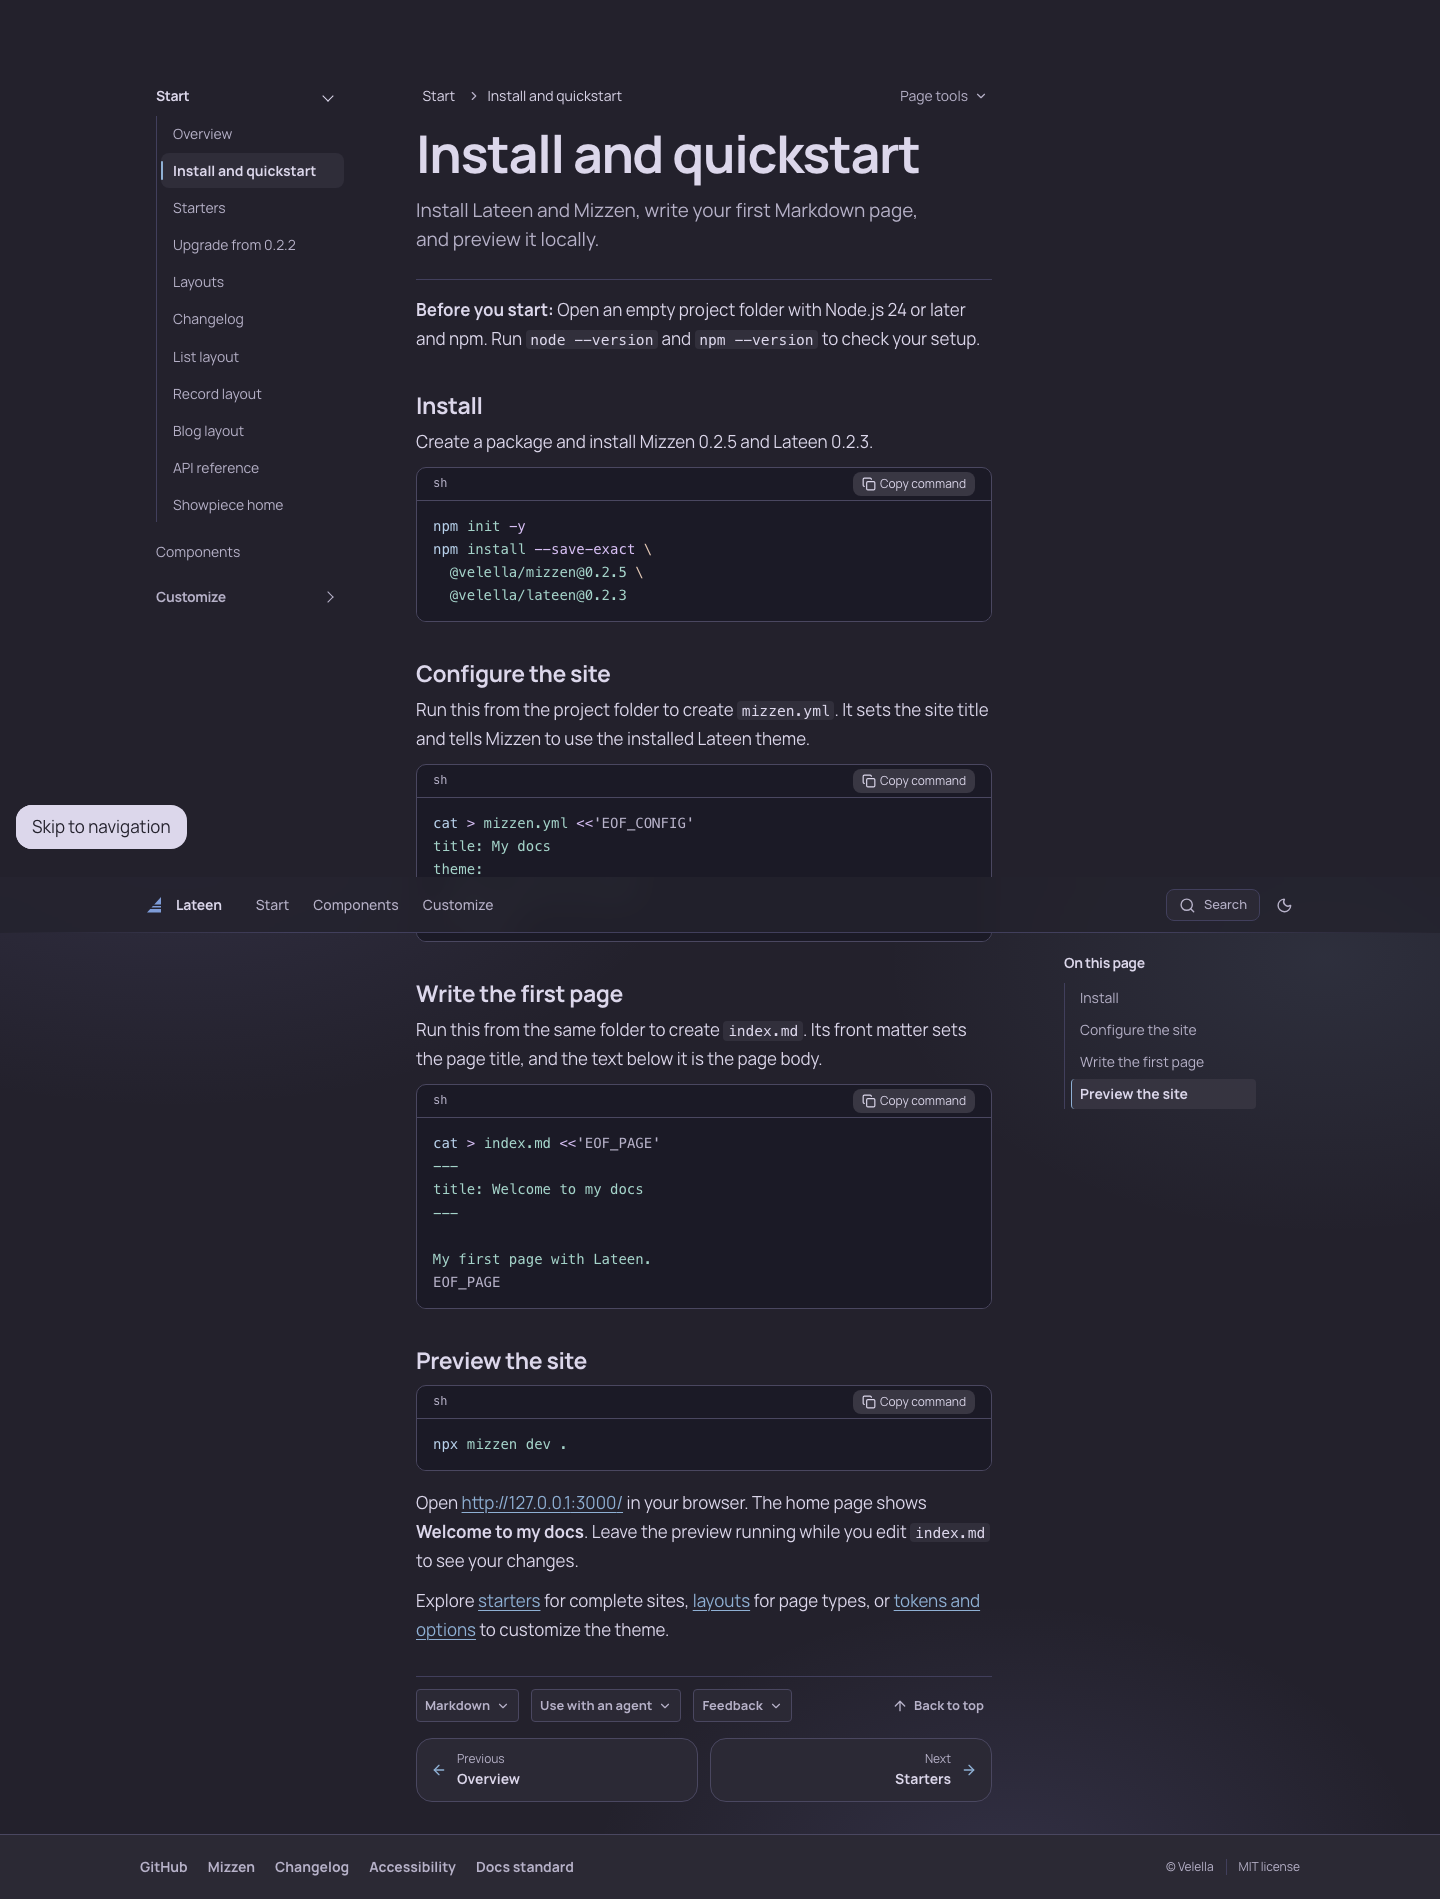 Start
Overview
Install and quickstart
Starters
Upgrade from 0.2.2
Layouts
Changelog
List layout
Record layout
Blog layout
API reference
Showpiece home
Components
Customize
Start
Install and quickstart
Page tools
Install and quickstart
Install Lateen and Mizzen, write your first Markdown page,
and preview it locally.
Before you start: Open an empty project folder with Node.js 24 or later
and npm. Run node --version and npm --version to check your setup.
Install
Create a package and install Mizzen 0.2.5 and Lateen 0.2.3.
sh
Copy command
npm init -y
npm install --save-exact \
  @velella/mizzen@0.2.5 \
  @velella/lateen@0.2.3
Configure the site
Run this from the project folder to create mizzen.yml. It sets the site title
and tells Mizzen to use the installed Lateen theme.
sh
Copy command
cat > mizzen.yml <<'EOF_CONFIG'
title: My docs
theme:
Skip to navigation
Lateen
Start
Components
Customize
Search
Write the first page
Run this from the same folder to create index.md. Its front matter sets
the page title, and the text below it is the page body.
sh
Copy command
cat > index.md <<'EOF_PAGE'
---
title: Welcome to my docs
---
My first page with Lateen.
EOF_PAGE
Preview the site
sh
Copy command
npx mizzen dev .
Open http://127.0.0.1:3000/ in your browser. The home page shows
Welcome to my docs. Leave the preview running while you edit index.md
to see your changes.
Explore starters for complete sites, layouts for page types, or tokens and
options to customize the theme.
On this page
Install
Configure the site
Write the first page
Preview the site
Markdown
Use with an agent
Feedback
Back to top
Previous
Overview
Next
Starters
GitHub
Mizzen
Changelog
Accessibility
Docs standard
© Velella
MIT license